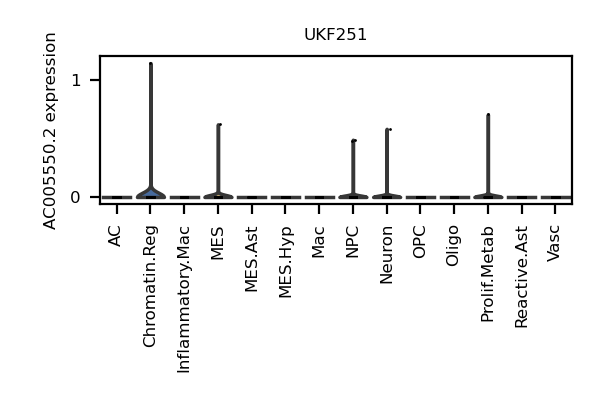 UKF251
AC005550.2 expression
1
0
AC
Chromatin.Reg
Inflammatory.Mac
MES
MES.Ast
MES.Hyp
Mac
NPC
Neuron
OPC
Oligo
Prolif.Metab
Reactive.Ast
Vasc